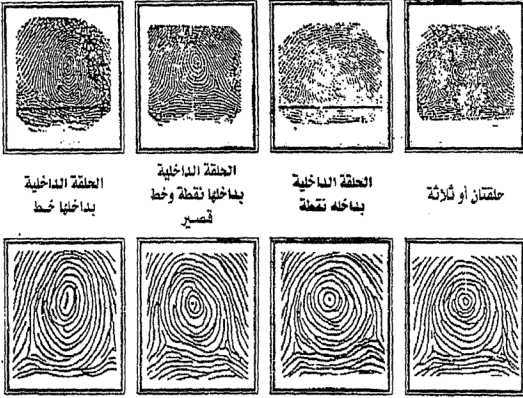 حلقتان أو ثلاثة
الحلقة الداخلية
بداخله نقطة
الحلقة الداخلية
بداخلها نقطة وخط
قصير
الحلقة الداخلية
بداخلها خط